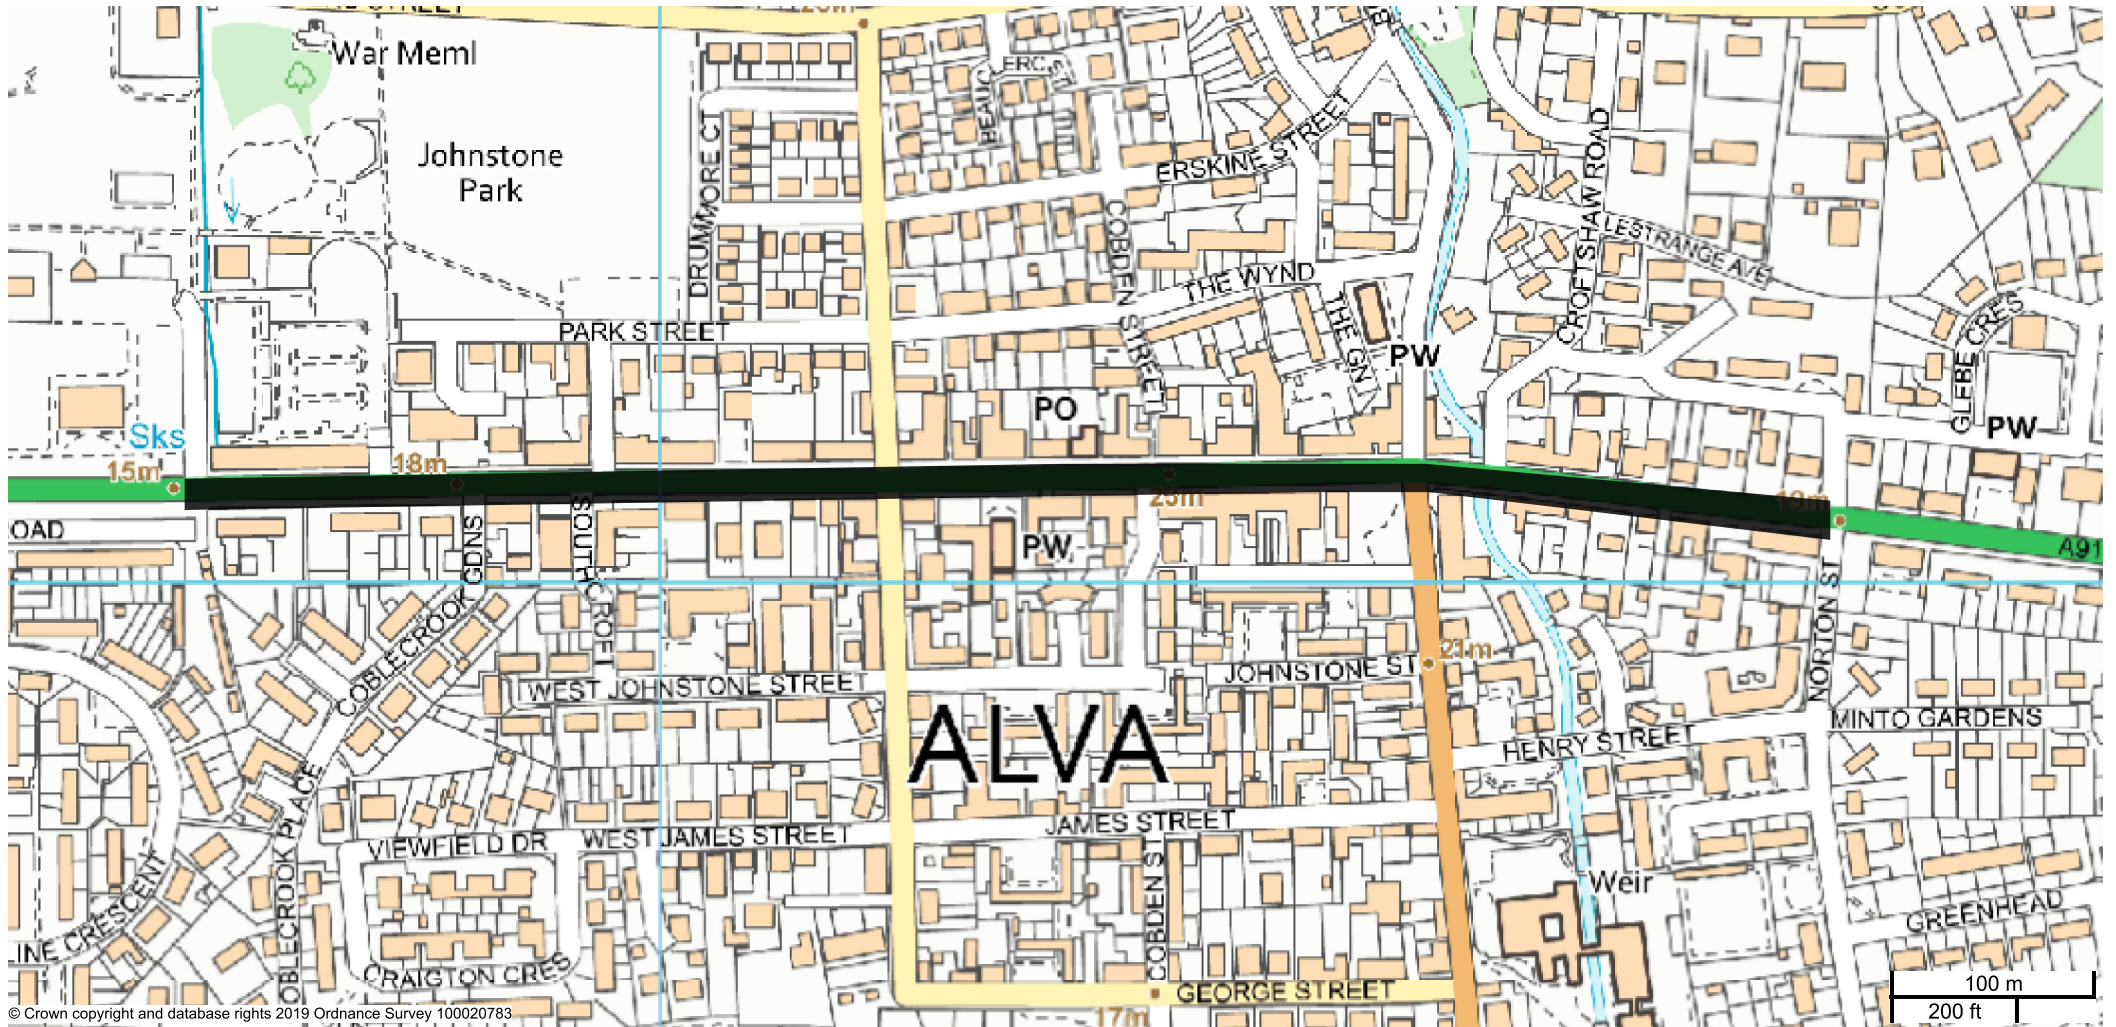 War Meml
Johnstone
Park
DRUMMORE CT
ERSKINE STREET
COBDEN STREET
THE WYND
THE GN
CROFTSHAW ROAD
LESTRANGE AVE
GLEBE CRES
PARK STREET
PW
PO
PW
Sks
15m
18m
25m
18m
A91
OAD
GDNS
SOUTHCROFT
PW
COBLECROOK
NORTON ST
21m
JOHNSTONE ST
WEST JOHNSTONE STREET
ALVA
MINTO GARDENS
HENRY STREET
JAMES STREET
WEST JAMES STREET
VIEWFIELD DR
OBLECROOK PLACE
LINE CRESCENT
COBDEN ST
Weir
GREENHEAD
CRAIGTON CRES
GEORGE STREET
17m
100 m
200 ft
© Crown copyright and database rights 2019 Ordnance Survey 100020783